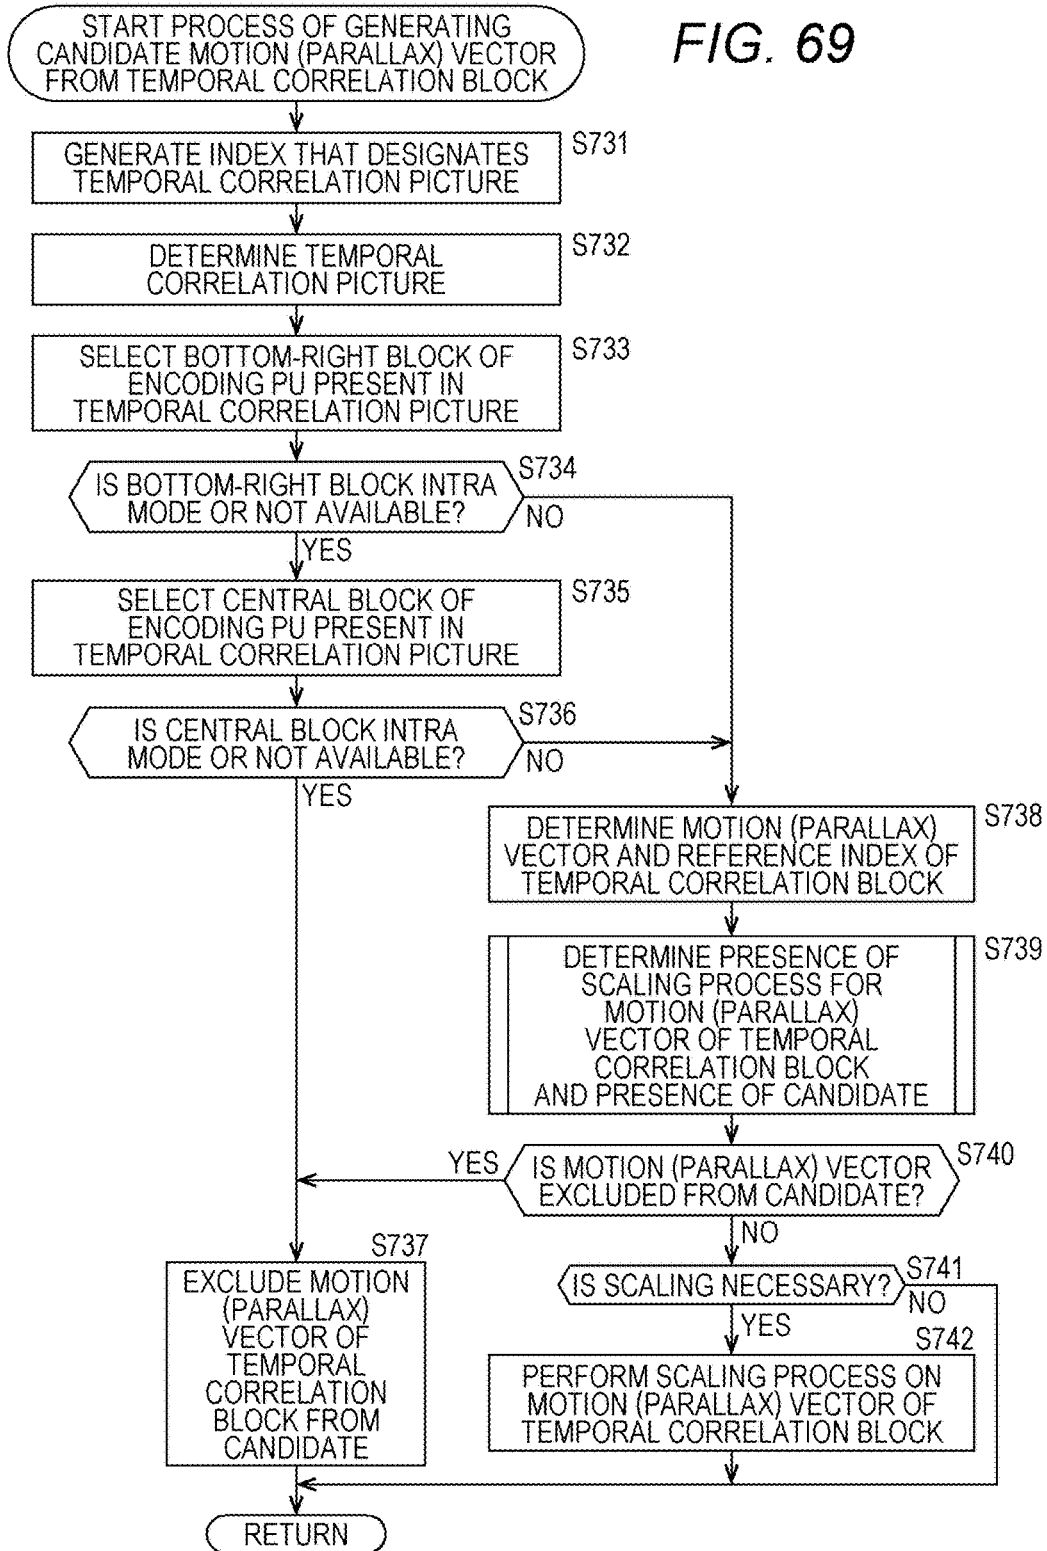 START PROCESS OF GENERATING
CANDIDATE MOTION (PARALLAX) VECTOR
FROM TEMPORAL CORRELATION BLOCK
FIG. 69
S731
GENERATE INDEX THAT DESIGNATES
TEMPORAL CORRELATION PICTURE
S732
DETERMINE TEMPORAL
CORRELATION PICTURE
S733
SELECT BOTTOM-RIGHT BLOCK OF
ENCODING PU PRESENT IN
TEMPORAL CORRELATION PICTURE
S734
IS BOTTOM-RIGHT BLOCK INTRA
MODE OR NOT AVAILABLE?
NO
YES
S735
SELECT CENTRAL BLOCK OF
ENCODING PU PRESENT IN
TEMPORAL CORRELATION PICTURE
S736
IS CENTRAL BLOCK INTRA
MODE OR NOT AVAILABLE?
NO
YES
S738
DETERMINE MOTION (PARALLAX)
VECTOR AND REFERENCE INDEX OF
TEMPORAL CORRELATION BLOCK
S739
DETERMINE PRESENCE OF
SCALING PROCESS FOR
MOTION (PARALLAX)
VECTOR OF TEMPORAL
CORRELATION BLOCK
AND PRESENCE OF CANDIDATE
S740
YES
IS MOTION (PARALLAX) VECTOR
EXCLUDED FROM CANDIDATE?
NO
S737
EXCLUDE MOTION
(PARALLAX)
VECTOR OF
TEMPORAL
CORRELATION
BLOCK FROM
CANDIDATE
S741
IS SCALING NECESSARY?
NO
YES
S742
PERFORM SCALING PROCESS ON
MOTION (PARALLAX) VECTOR OF
TEMPORAL CORRELATION BLOCK
RETURN